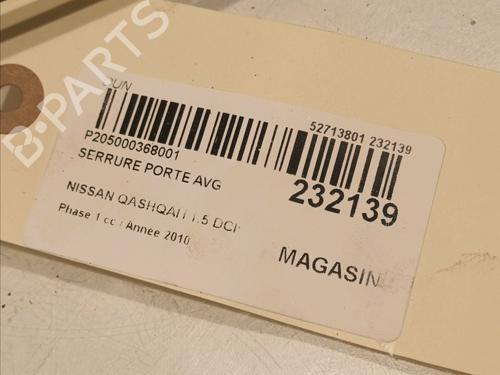 B-PARTS
DUN
52713801 232139
P205000368001
SERRURE PORTE AVG
232139
NISSAN QASHQAI 1.5 DCI
Phase 1 cc / Année 2010
MAGASIN